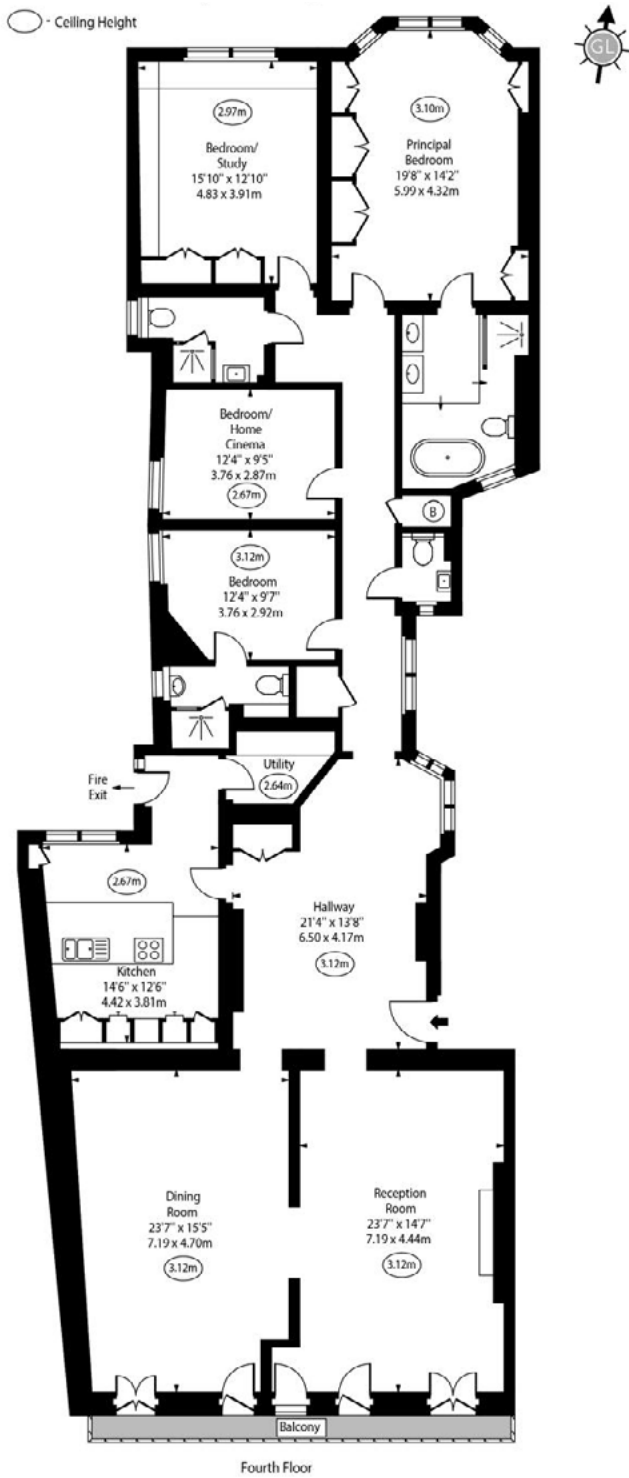 - Ceiling Height
GL
2.97m
Bedroom/
Study
15'10" x 12'10"
4.83 x 3.91m
3.10m
Principal
Bedroom
19'8" x 14'2"
5.99 x 4.32m
Bedroom/
Home
Cinema
12'4" x 9'5"
3.76 x 2.87m
2.67m
B
3.12m
Bedroom
12'4" x 9'7"
3.76 x 2.92m
Utility
2.64m
Fire
Exit
2.67m
Kitchen
14'6" x 12'6"
4.42 x 3.81m
Hallway
21'4" x 13'8"
6.50 x 4.17m
3.12m
Dining
Room
23'7" x 15'5"
7.19 x 4.70m
3.12m
Reception
Room
23'7" x 14'7"
7.19 x 4.44m
3.12m
Balcony
Fourth Floor